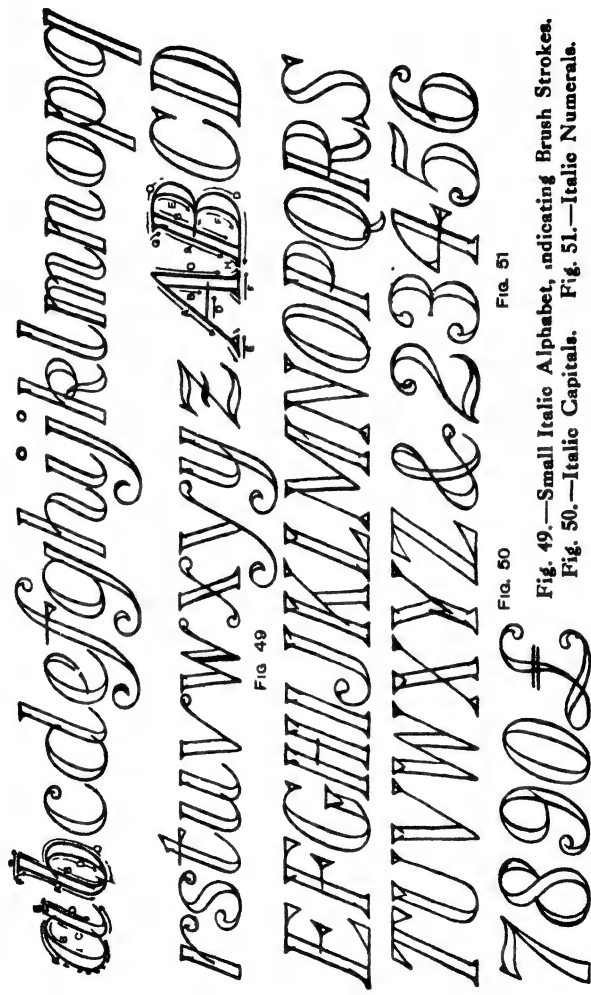 abcdefghijklmnopq
rstuvwxyz ABCD
FIG 49
EFGHIJKLMNOPQRS
TUVWXYZ & 23456
FIG. 50
FIG. 51
7890 £
Fig. 49.—Small Italic Alphabet, indicating Brush Strokes.
Fig. 50.—Italic Capitals. Fig. 51.—Italic Numerals.